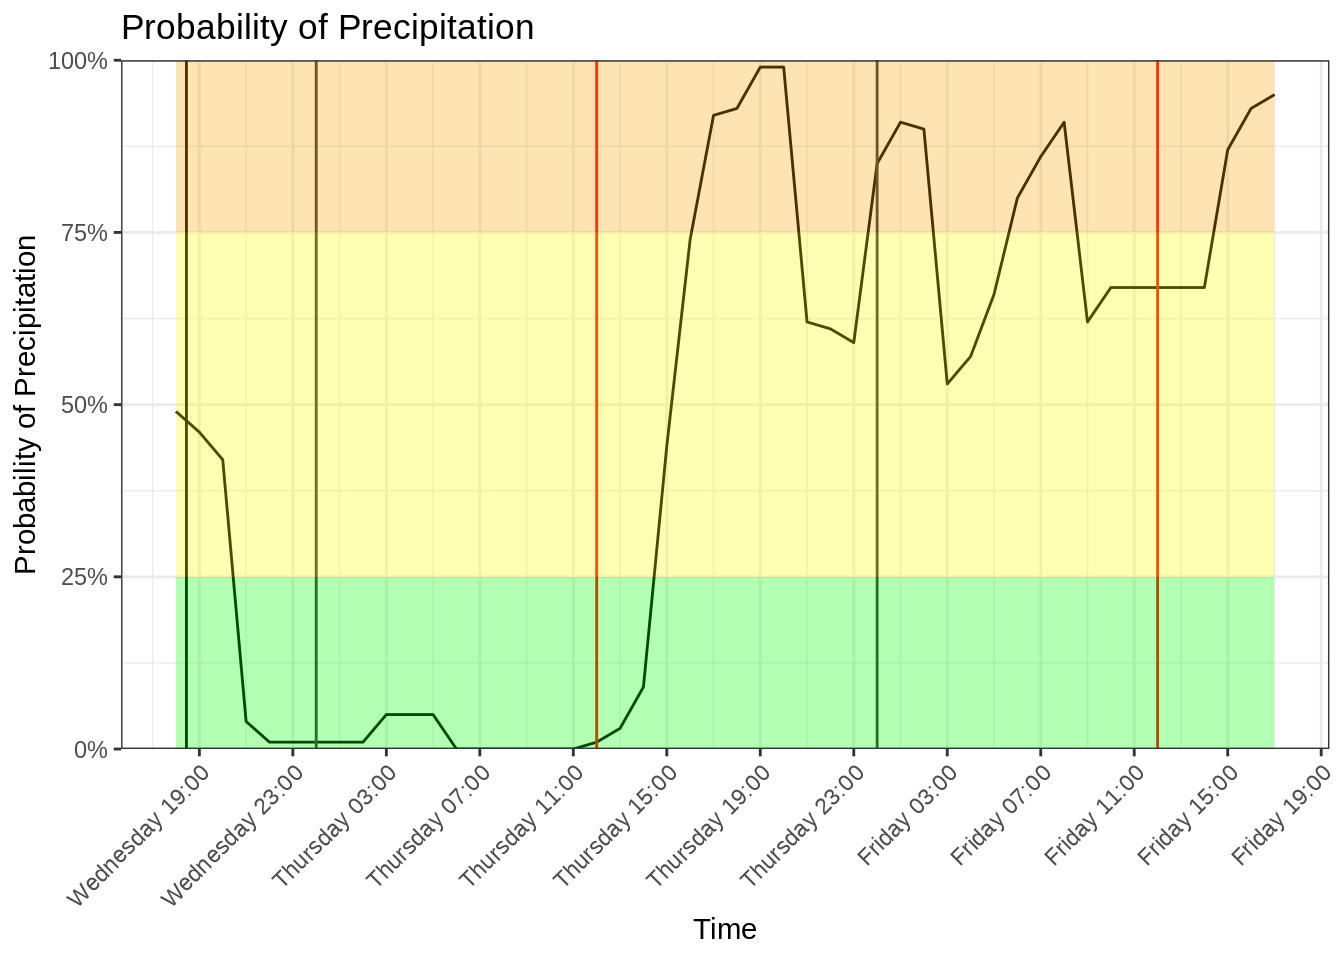 Probability of Precipitation
Probability of Precipitation
100%
75%
50%
25%
0%
Wednesday 19:00
Wednesday 23:00
Thursday 03:00
Thursday 07:00
Thursday 11:00
Thursday 15:00
Thursday 19:00
Thursday 23:00
Friday 03:00
Friday 07:00
Friday 11:00
Friday 15:00
Friday 19:00
Time